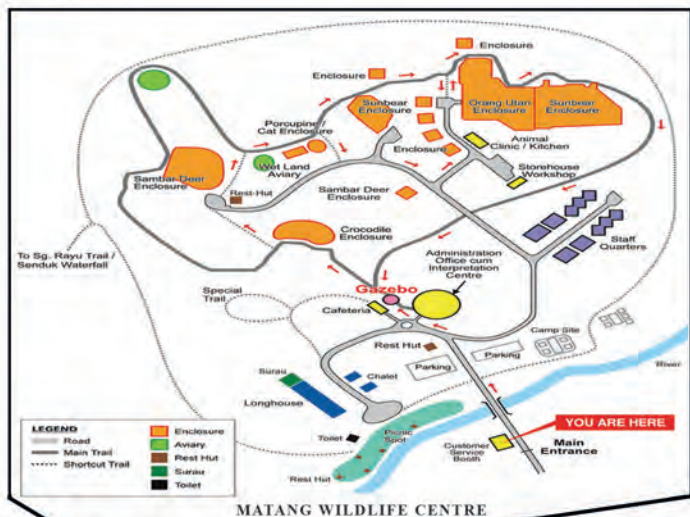 Enclosure
Enclosure
Sunbear
Enclosure
Orang Utan
Enclosure
Sunbear
Enclosure
Porcupine /
Cat Enclosure
Enclosure
Animal
Clinic / Kitchen
Wet Land
Aviary
Storehouse
Workshop
Sambar Deer
Enclosure
Rest Hut
Sambar Deer
Enclosure
Crocodile
Enclosure
Staff
Quarters
To Sg. Rayu Trail /
Senduk Waterfall
Administration
Office cum
Interpretation
Centre
Special
Trail
Gazebo
Cafeteria
Rest Hut
Parking
Parking
Camp Site
River
Surau
Chalet
Longhouse
YOU ARE HERE
Customer
Service
Booth
Main
Entrance
Toilet
Picnic
Spot
Rest Hut
LEGEND
Road
Main Trail
Shortcut Trail
Enclosure
Aviary
Rest Hut
Surau
Toilet
MATANG WILDLIFE CENTRE